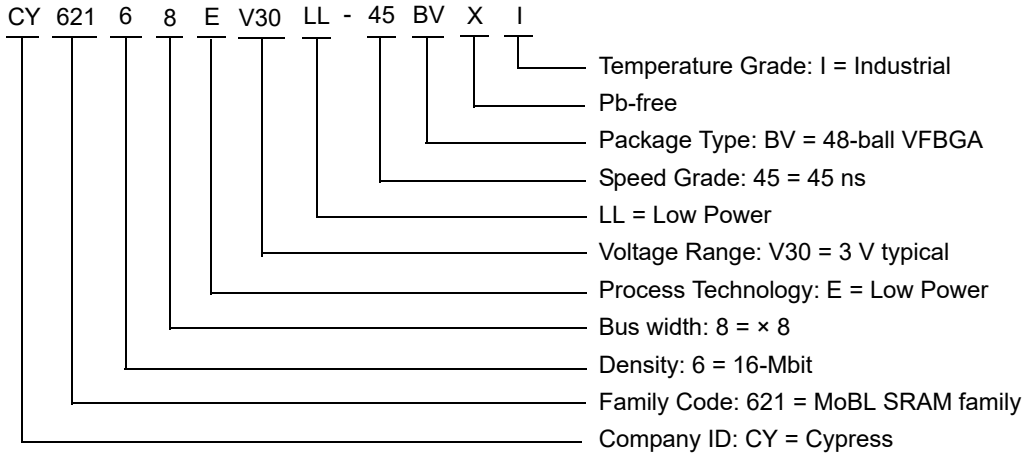 CY 621 6 8 E V30 LL - 45 BV X I
Temperature Grade: I = Industrial
Pb-free
Package Type: BV = 48-ball VFBGA
Speed Grade: 45 = 45 ns
LL = Low Power
Voltage Range: V30 = 3 V typical
Process Technology: E = Low Power
Bus width: 8 = × 8
Density: 6 = 16-Mbit
Family Code: 621 = MoBL SRAM family
Company ID: CY = Cypress